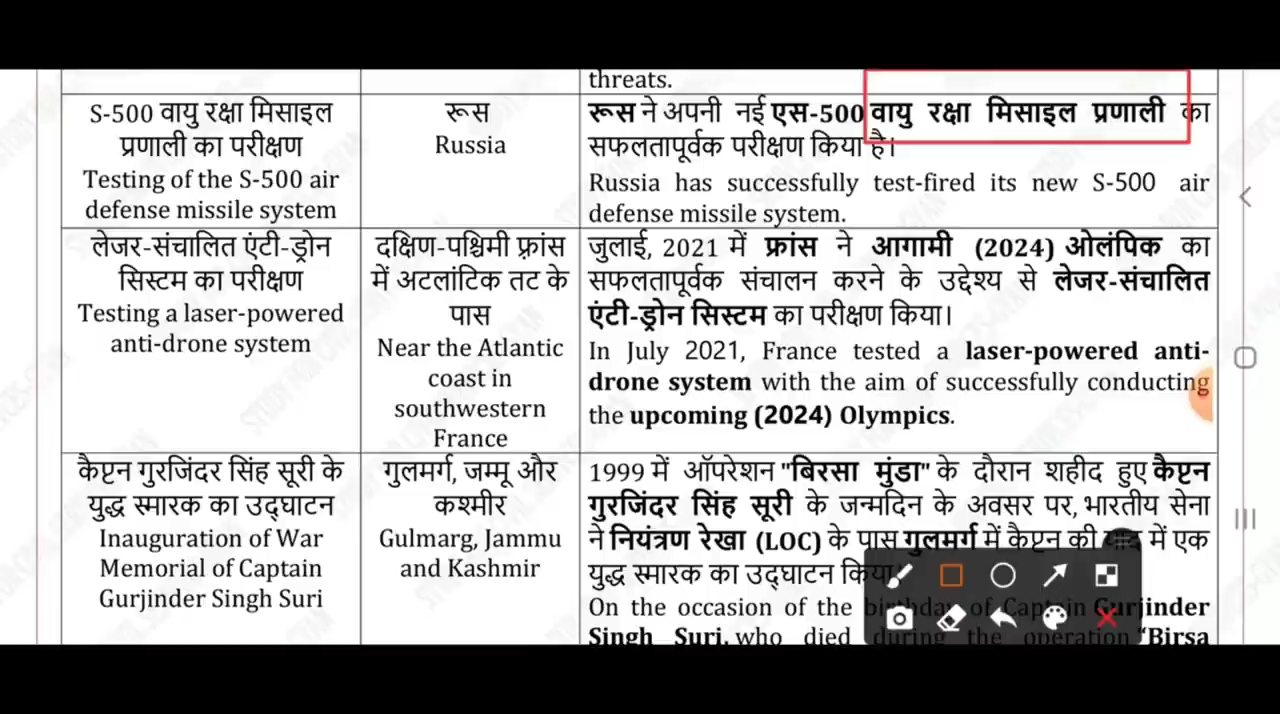 threats.
S-500 वायु रक्षा मिसाइल
प्रणाली का परीक्षण
Testing of the S-500 air
defense missile system
रूस
Russia
रूस ने अपनी नई एस-500 वायु रक्षा मिसाइल प्रणाली का
सफलतापूर्वक परीक्षण किया है।
Russia has successfully test-fired its new S-500 air
defense missile system.
लेजर-संचालित एंटी-ड्रोन
सिस्टम का परीक्षण
Testing a laser-powered
anti-drone system
दक्षिण-पश्चिमी फ़्रांस
में अटलांटिक तट के
पास
Near the Atlantic
coast in
southwestern
France
जुलाई, 2021 में फ्रांस ने आगामी (2024) ओलंपिक का
सफलतापूर्वक संचालन करने के उद्देश्य से लेजर-संचालित
एंटी-ड्रोन सिस्टम का परीक्षण किया।
In July 2021, France tested a laser-powered anti-
drone system with the aim of successfully conducting
the upcoming (2024) Olympics.
कैप्टन गुरजिंदर सिंह सूरी के
युद्ध स्मारक का उद्घाटन
Inauguration of War
Memorial of Captain
Gurjinder Singh Suri
गुलमर्ग, जम्मू और
कश्मीर
Gulmarg, Jammu
and Kashmir
1999 में ऑपरेशन "बिरसा मुंडा" के दौरान शहीद हुए कैप्टन
गुरजिंदर सिंह सूरी के जन्मदिन के अवसर पर, भारतीय सेना
ने नियंत्रण रेखा (LOC) के पास गुलमर्ग में कैप्टन की याद में एक
युद्ध स्मारक का उद्घाटन किया।
On the occasion of the birthday of Captain Gurjinder
Singh Suri, who died during the operation "Birsa